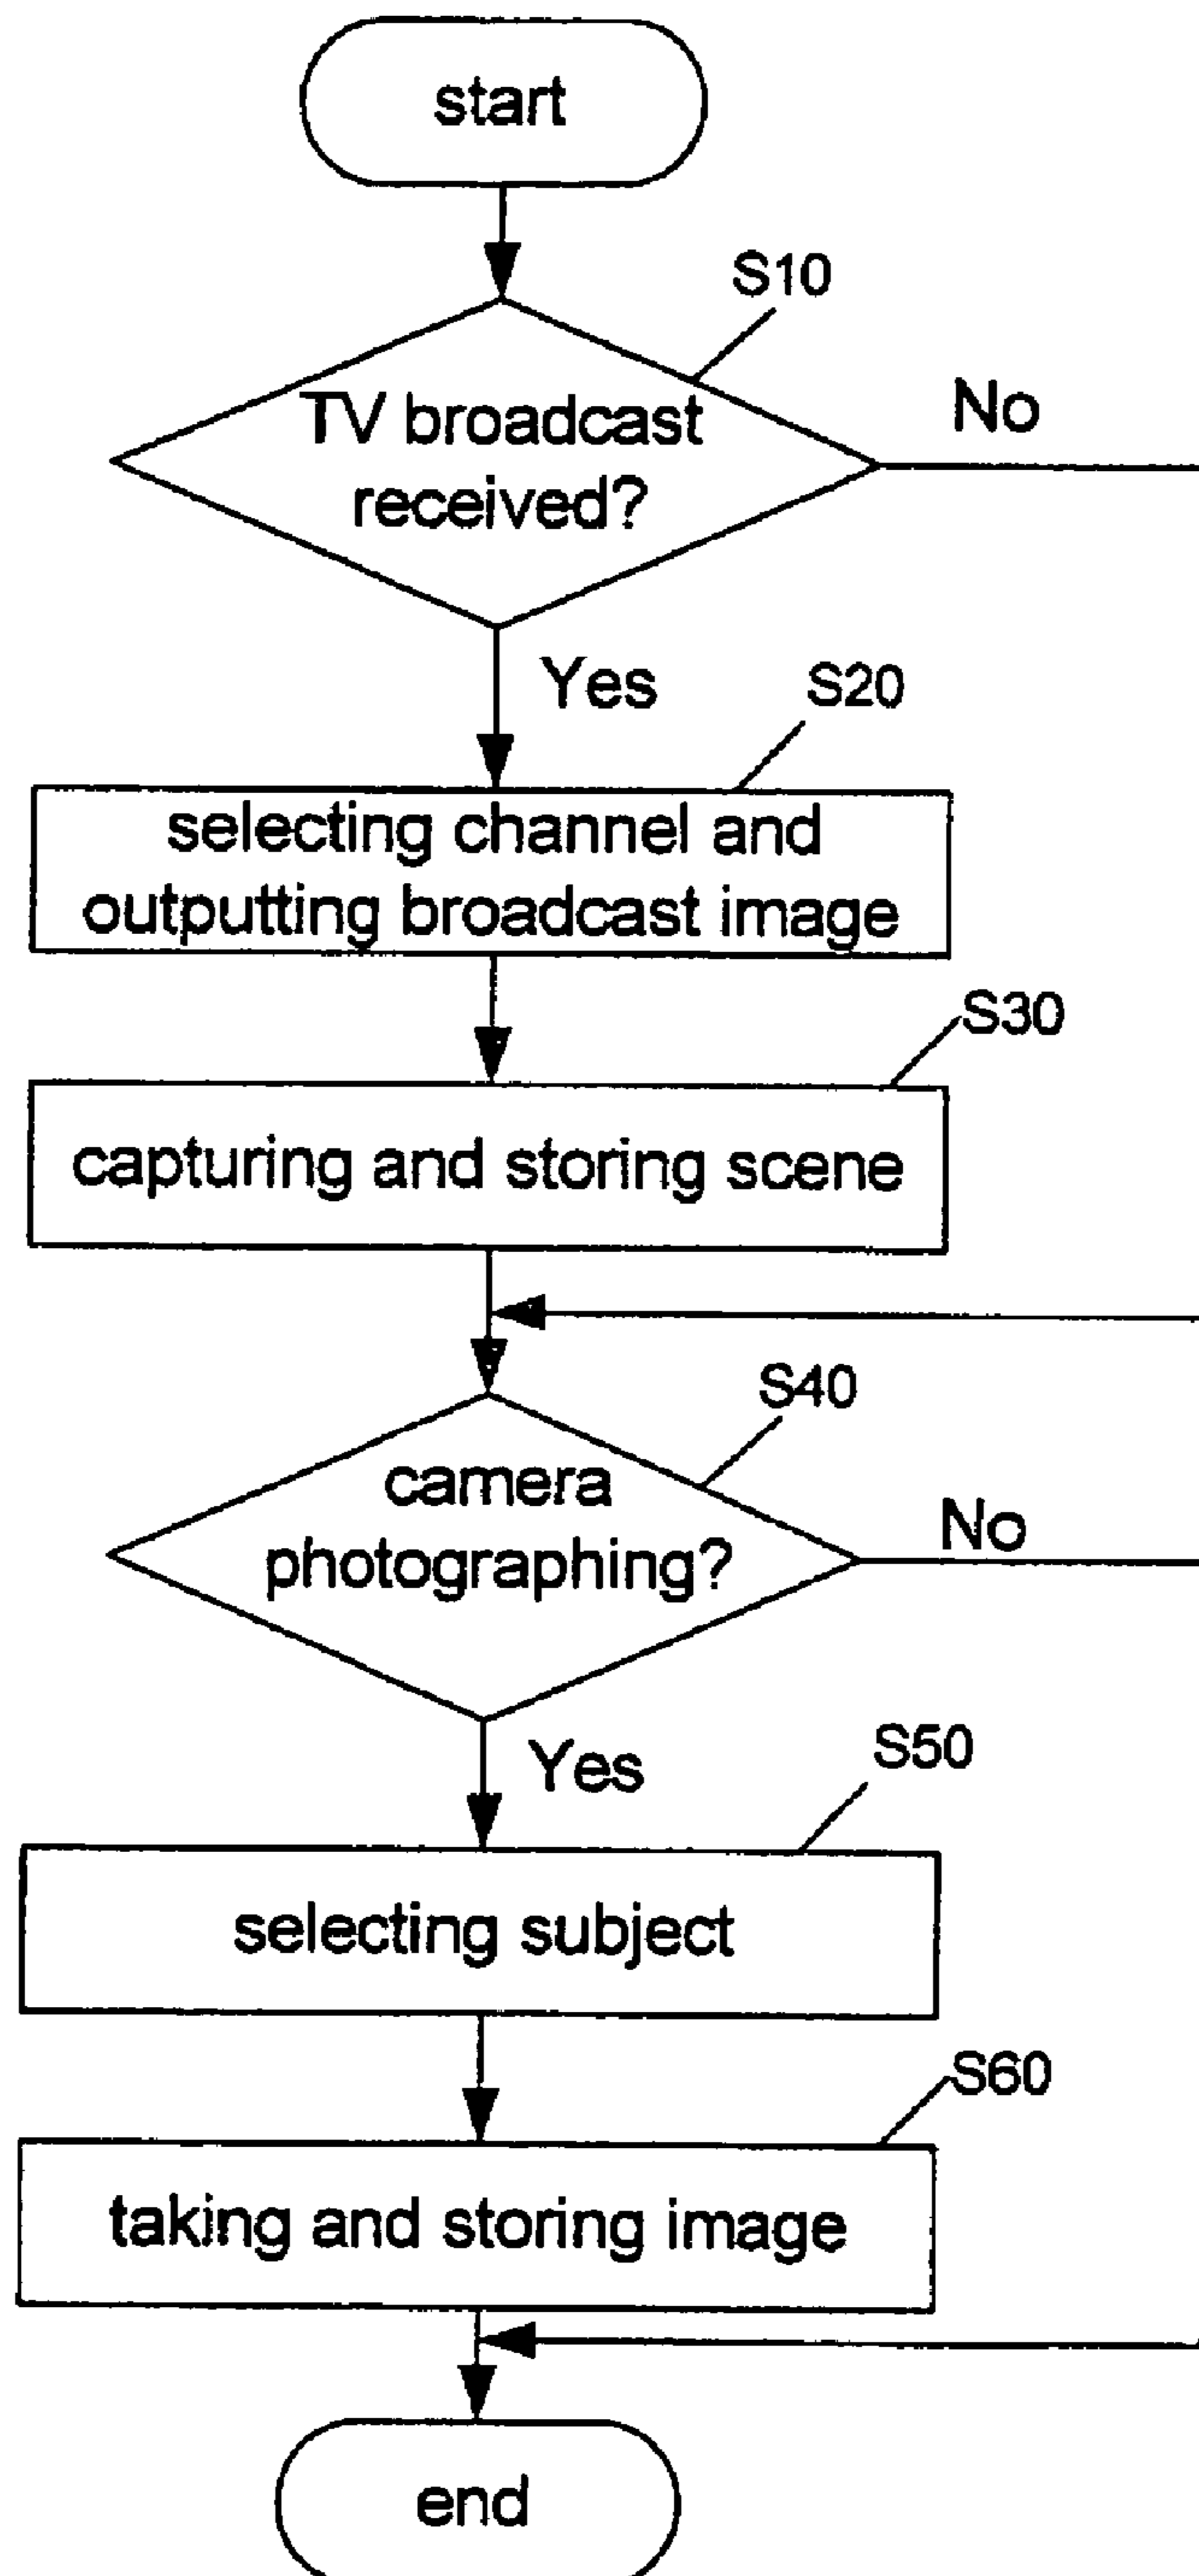 start
S10
TV broadcast
received?
No
Yes
S20
selecting channel and
outputting broadcast image
S30
capturing and storing scene
S40
camera
photographing?
No
Yes
S50
selecting subject
S60
taking and storing image
end